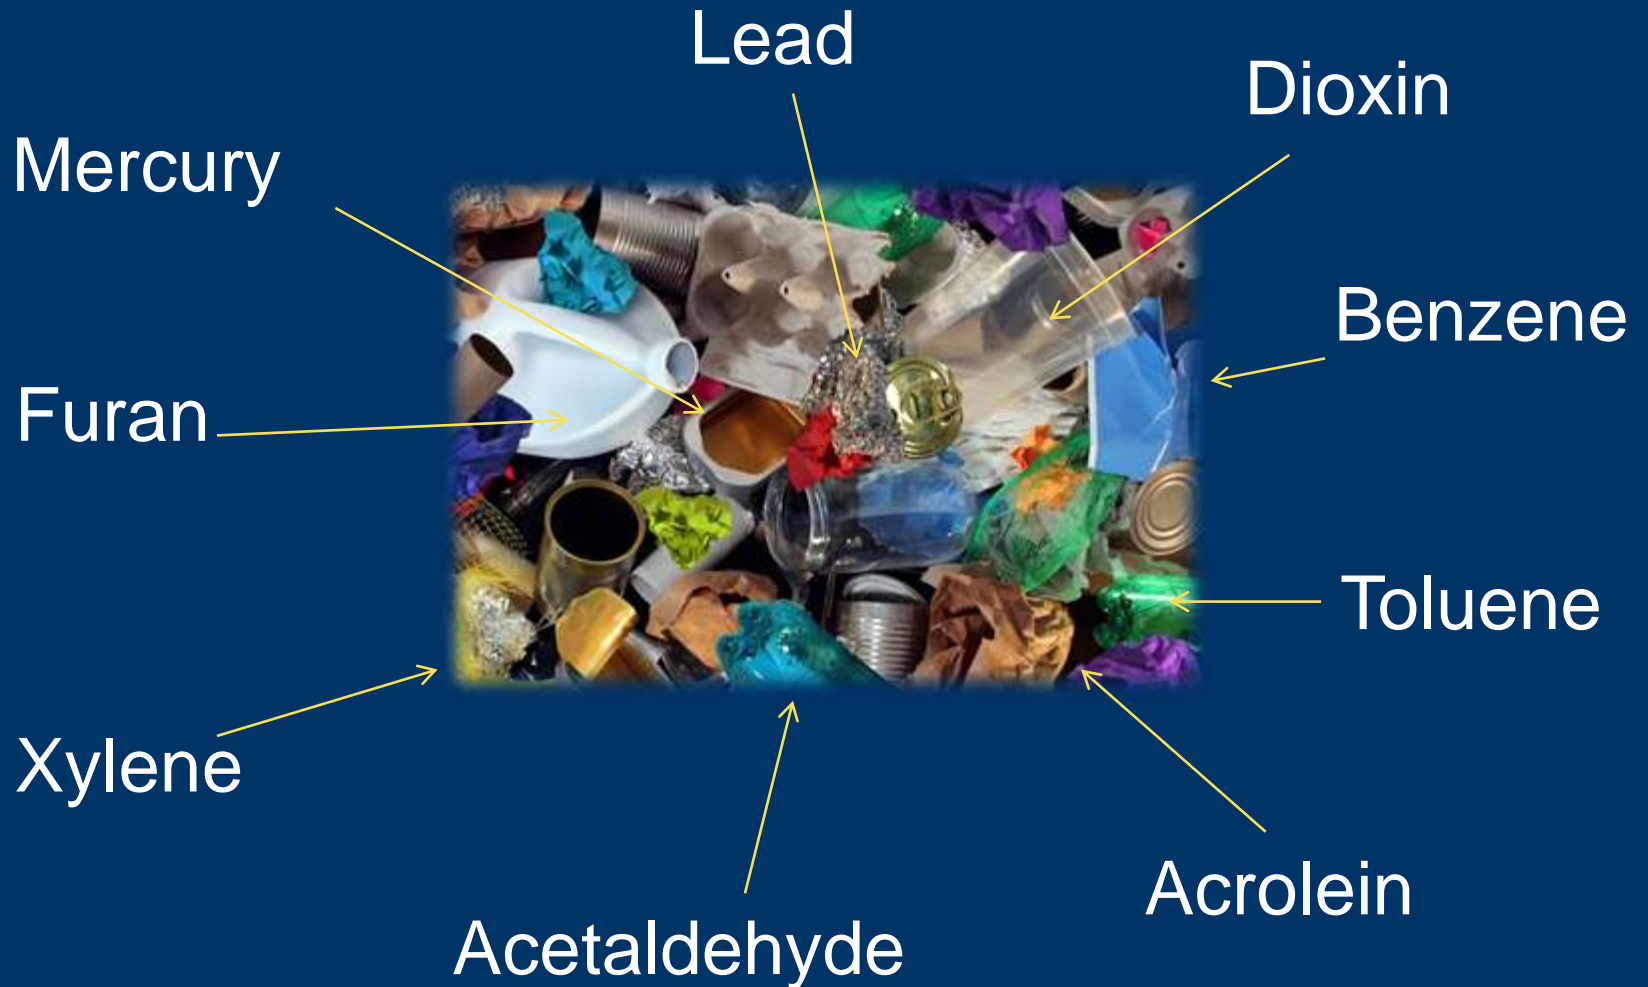 Lead
Dioxin
Mercury
Benzene
Furan
Toluene
Xylene
Acrolein
Acetaldehyde